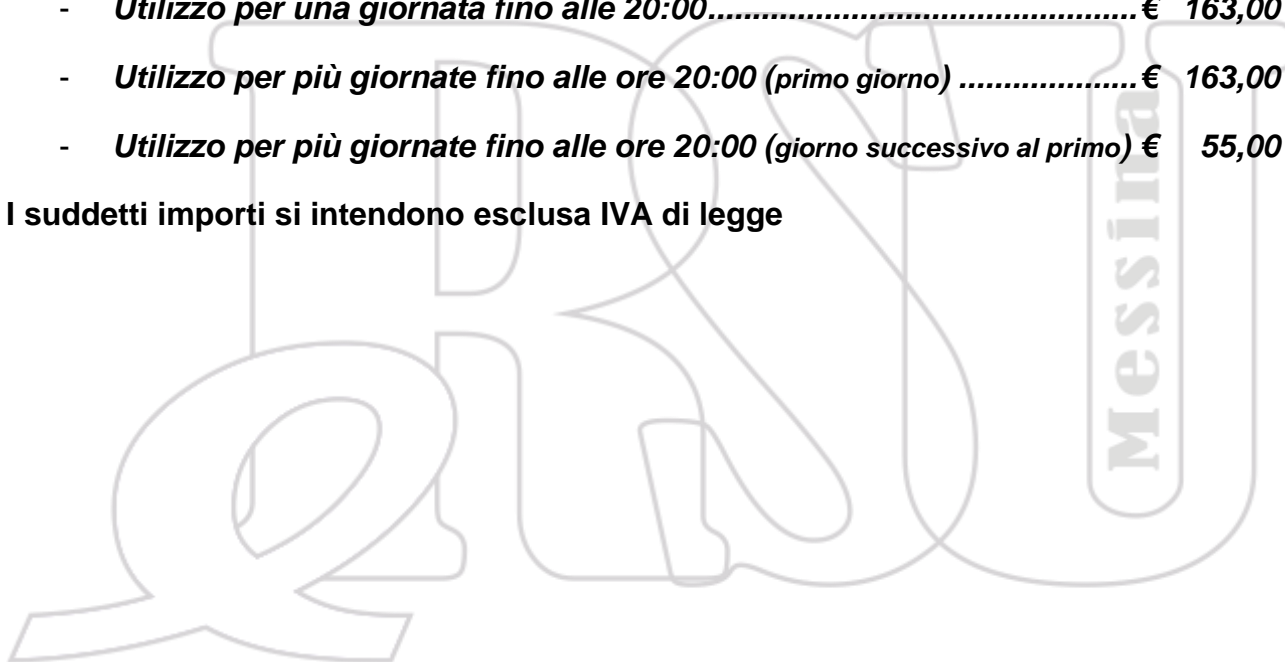 - Utilizzo per una giornata fino alle 20:00................................................€ 163,00
- Utilizzo per più giornate fino alle ore 20:00 (primo giorno) ....................€ 163,00
- Utilizzo per più giornate fino alle ore 20:00 (giorno successivo al primo) € 55,00
I suddetti importi si intendono esclusa IVA di legge
eRSU
Messina